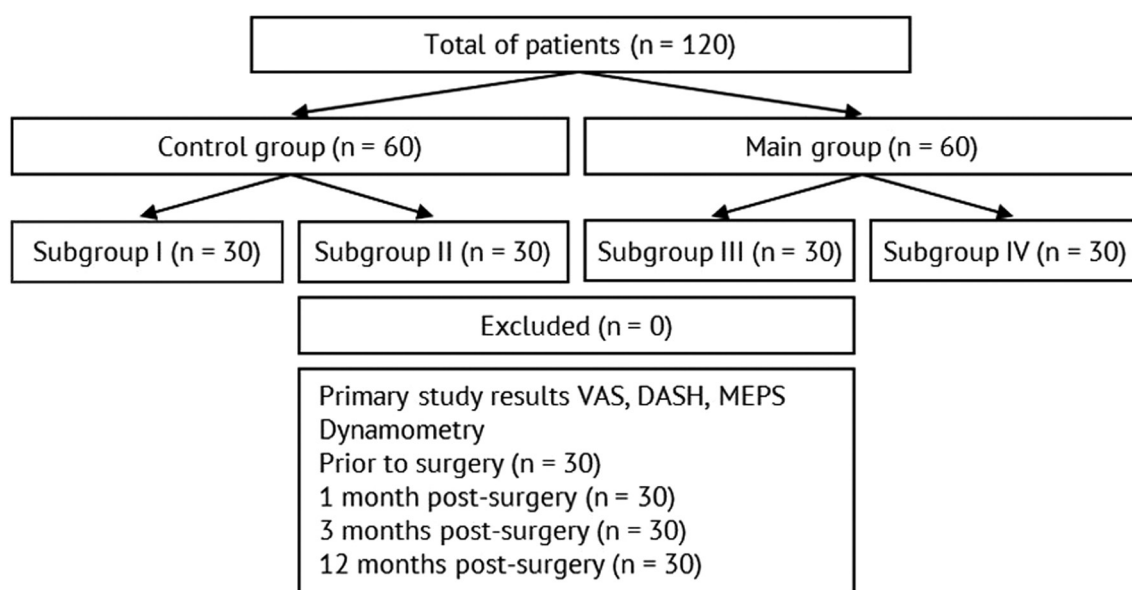 Total of patients (n = 120)
Control group (n = 60)
Main group (n = 60)
Subgroup I (n = 30)
Subgroup II (n = 30)
Subgroup III (n = 30)
Subgroup IV (n = 30)
Excluded (n = 0)
Primary study results VAS, DASH, MEPS
Dynamometry
Prior to surgery (n = 30)
1 month post-surgery (n = 30)
3 months post-surgery (n = 30)
12 months post-surgery (n = 30)